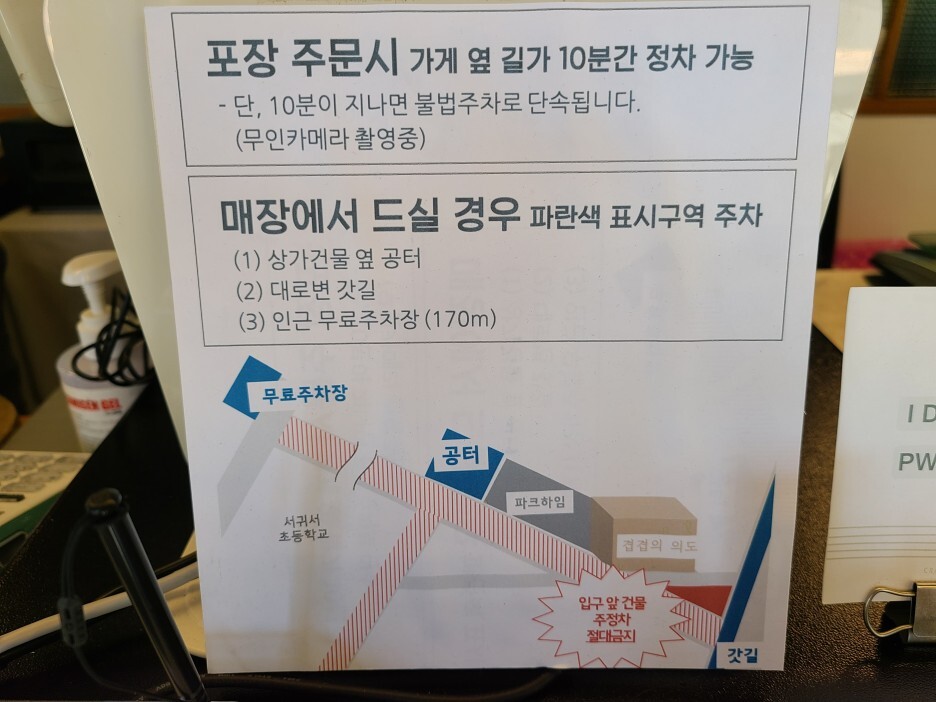 포장 주문시 가게 옆 길가 10분간 정차 가능
- 단, 10분이 지나면 불법주차로 단속됩니다.
(무인카메라 촬영중)
매장에서 드실 경우 파란색 표시구역 주차
(1) 상가건물 옆 공터
(2) 대로변 갓길
(3) 인근 무료주차장 (170m)
무료주차장
공터
파크하임
서귀서
초등학교
겹겹의 의도
입구 앞 건물
주정차
절대금지
갓길
I D
PW